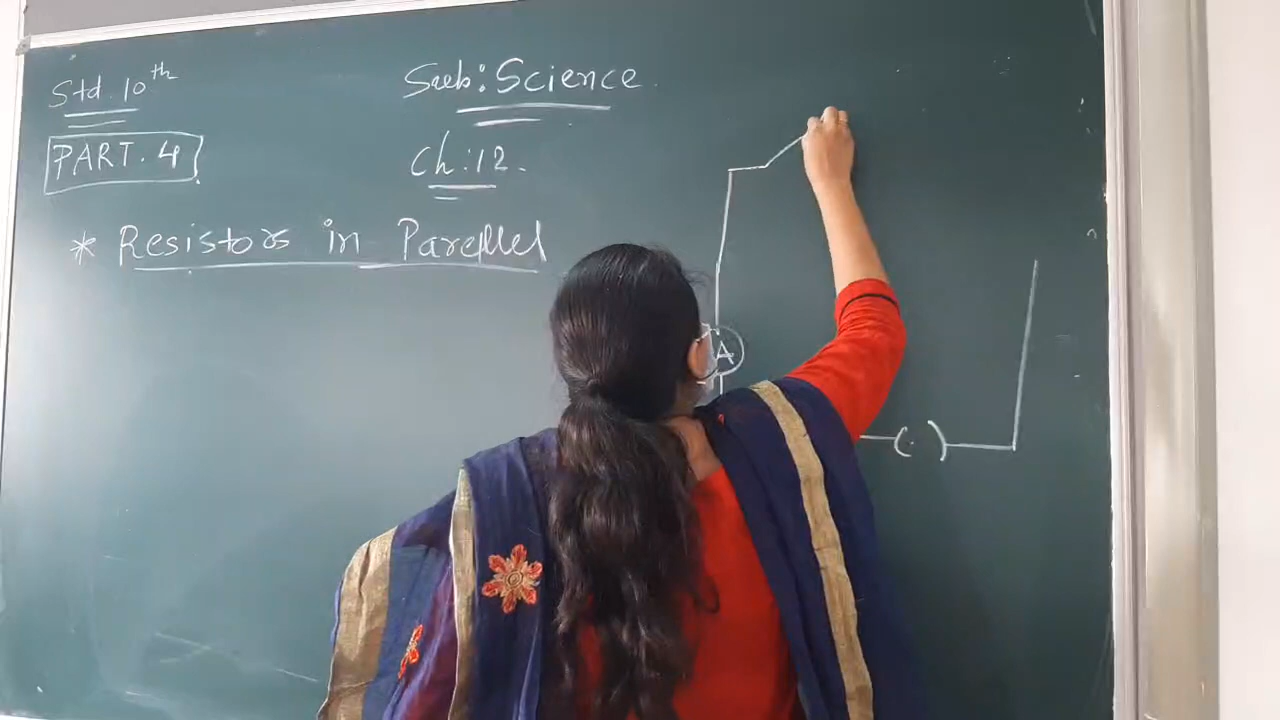 Std. 10th
Sub: Science
PART. 4
Ch: 12.
* Resistors in Parellel
A